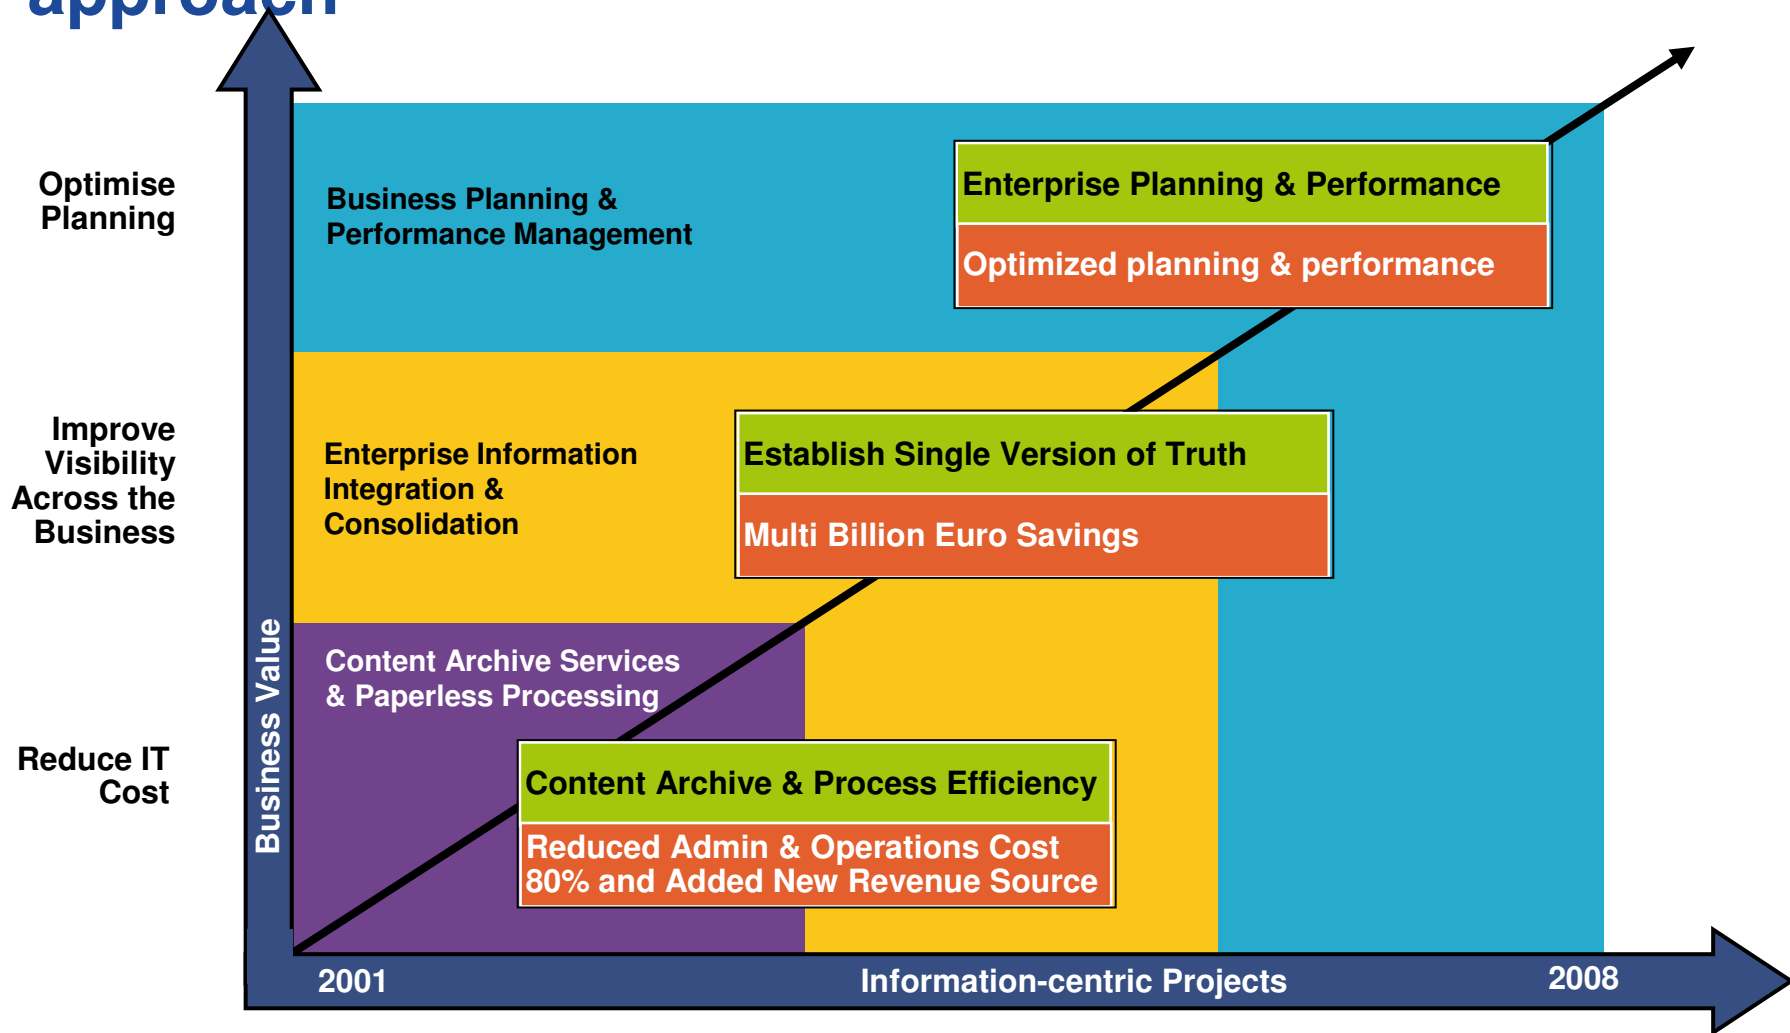 approach
Optimise
Planning
Business Planning &
Performance Management
Enterprise Planning & Performance
Optimized planning & performance
Improve
Visibility
Across the
Business
Enterprise Information
Integration &
Consolidation
Establish Single Version of Truth
Multi Billion Euro Savings
Reduce IT
Cost
Business Value
Content Archive Services
& Paperless Processing
Content Archive & Process Efficiency
Reduced Admin & Operations Cost
80% and Added New Revenue Source
2001
Information-centric Projects
2008